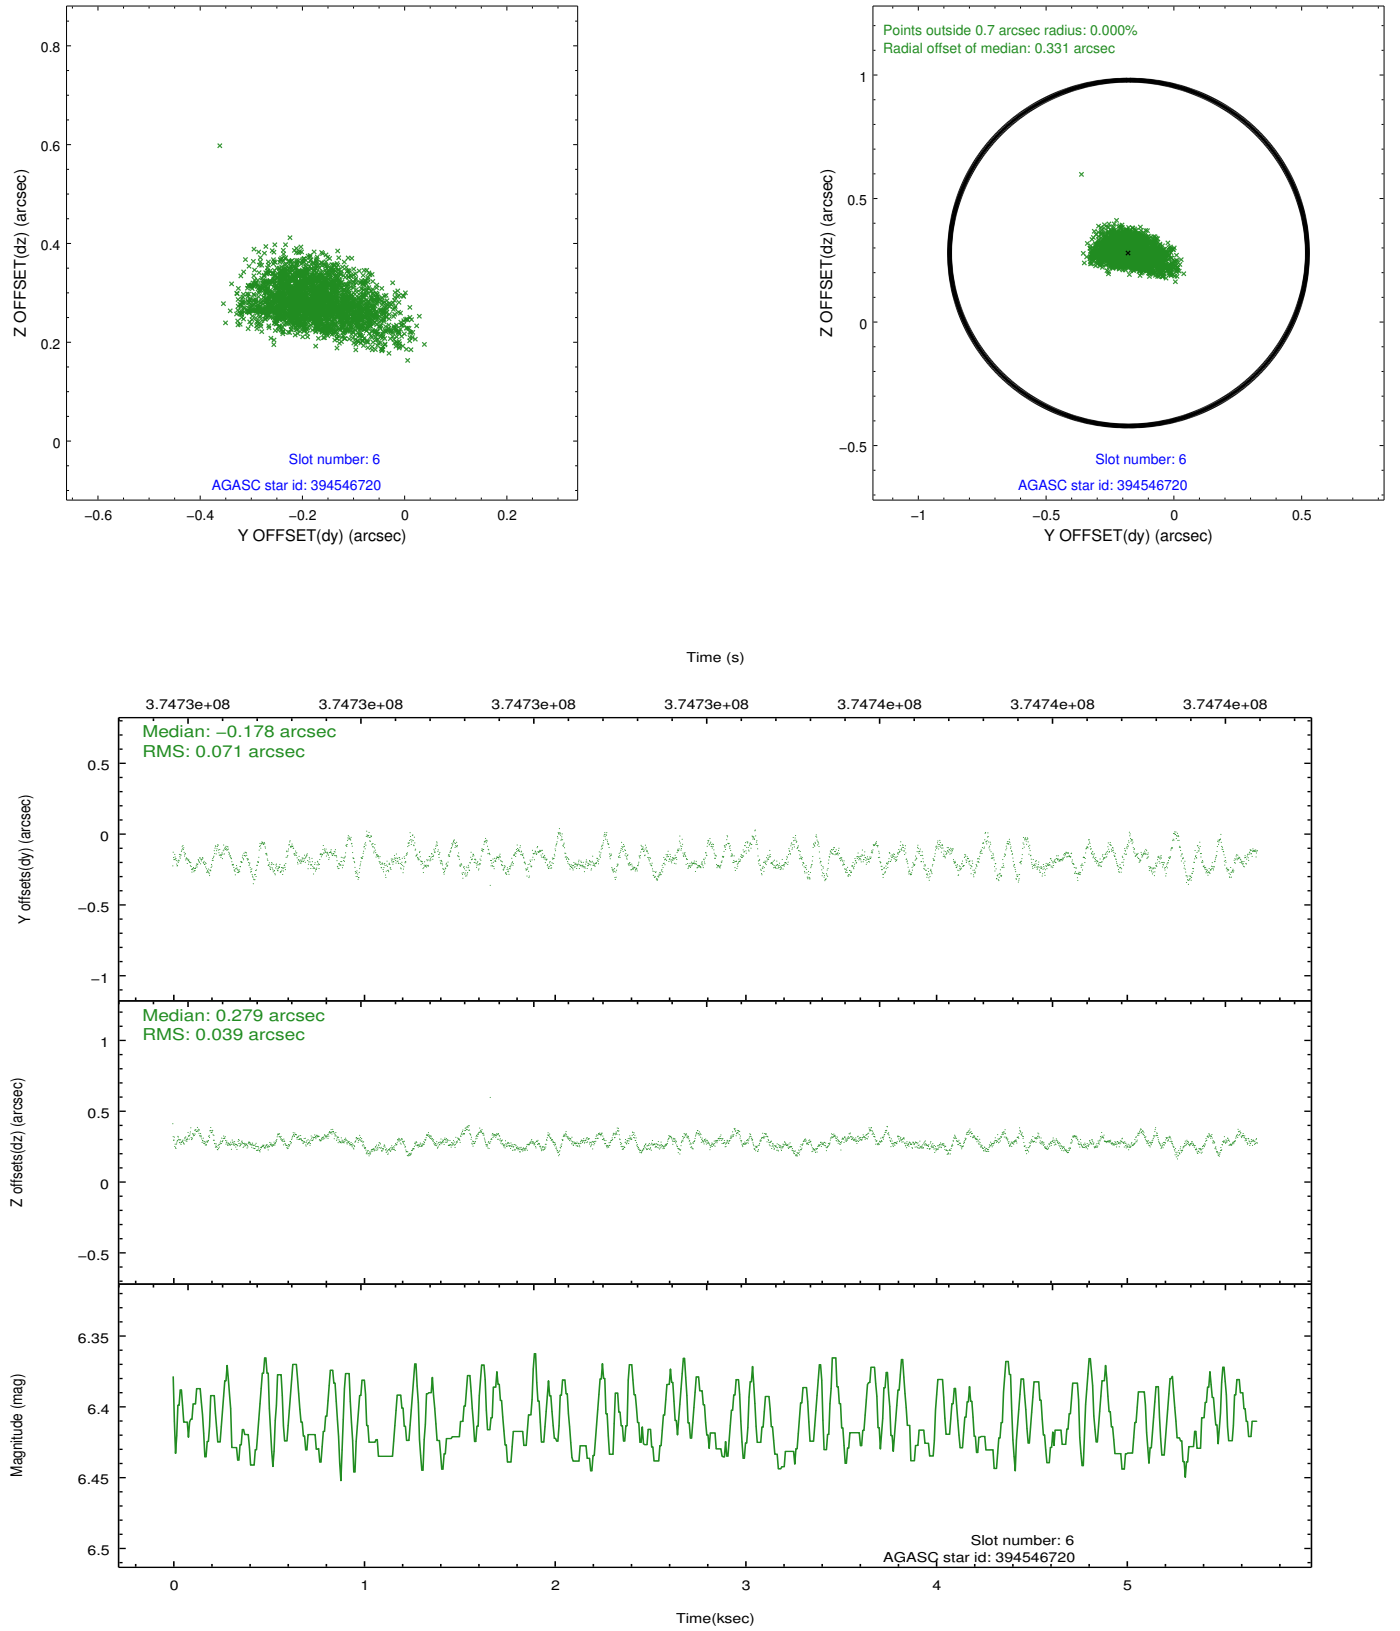 0.8
0.6
0.4
0.2
0
Z OFFSET(dz) (arcsec)
Slot number: 6
AGASC star id: 394546720
−0.6 −0.4 −0.2 0 0.2
Y OFFSET(dy) (arcsec)
Points outside 0.7 arcsec radius: 0.000%
Radial offset of median: 0.331 arcsec
1
0.5
0
−0.5
Z OFFSET(dz) (arcsec)
Slot number: 6
AGASC star id: 394546720
−1 −0.5 0 0.5
Y OFFSET(dy) (arcsec)
Time (s)
3.7473e+08 3.7473e+08 3.7473e+08 3.7473e+08 3.7474e+08 3.7474e+08 3.7474e+08
Median: −0.178 arcsec
RMS: 0.071 arcsec
0.5
0
−0.5
−1
Y offsets(dy) (arcsec)
Median: 0.279 arcsec
RMS: 0.039 arcsec
1
0.5
0
−0.5
Z offsets(dz) (arcsec)
6.35
6.4
6.45
6.5
Magnitude (mag)
Slot number: 6
AGASC star id: 394546720
0 1 2 3 4 5
Time(ksec)